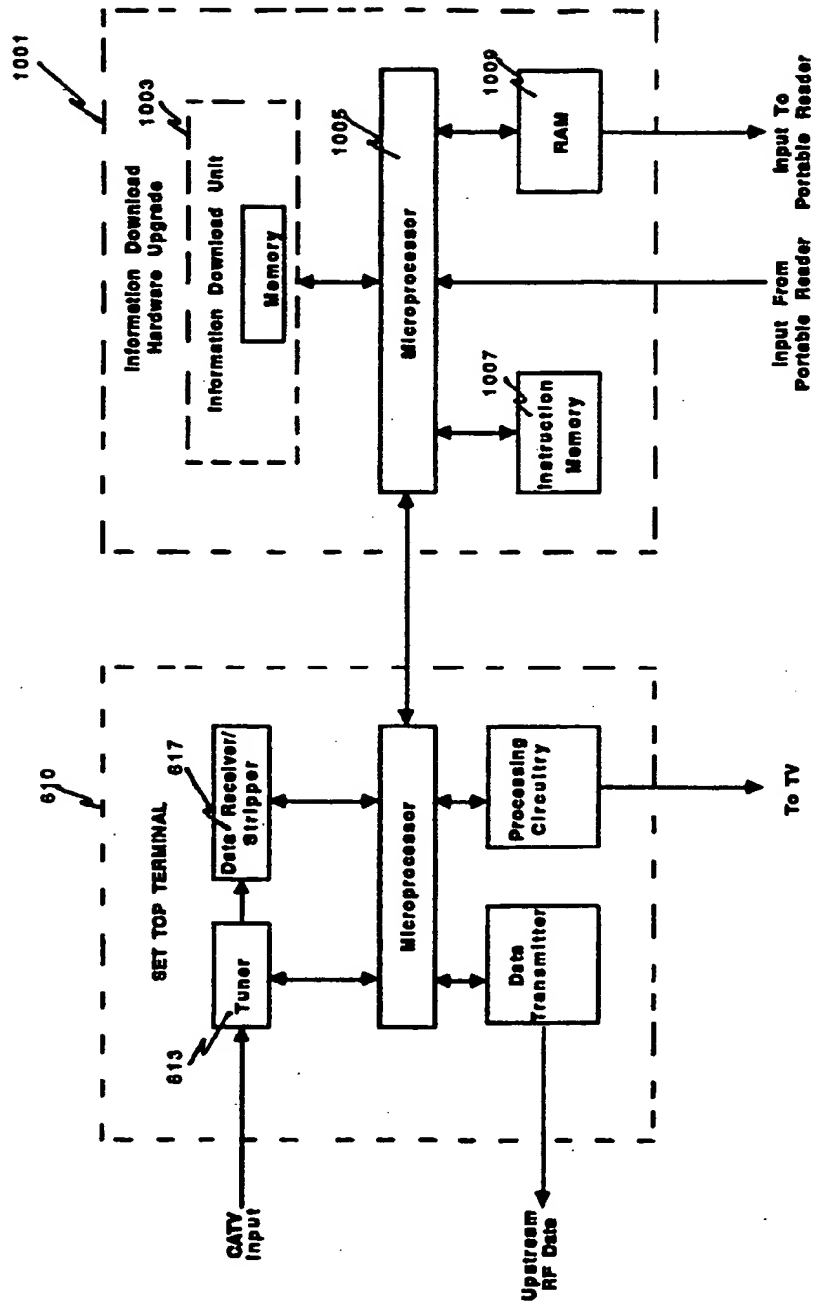 610
SET TOP TERMINAL
617
Data Receiver/
Stripper
613
Tuner
CATV
Input
Microprocessor
Data
Transmitter
Processing
Circuitry
Upstream
RF Data
To TV
1001
Information Download
Hardware Upgrade
1003
Information Download Unit
Memory
1005
Microprocessor
1007
Instruction
Memory
1009
RAM
Input From
Portable Reader
Input To
Portable Reader